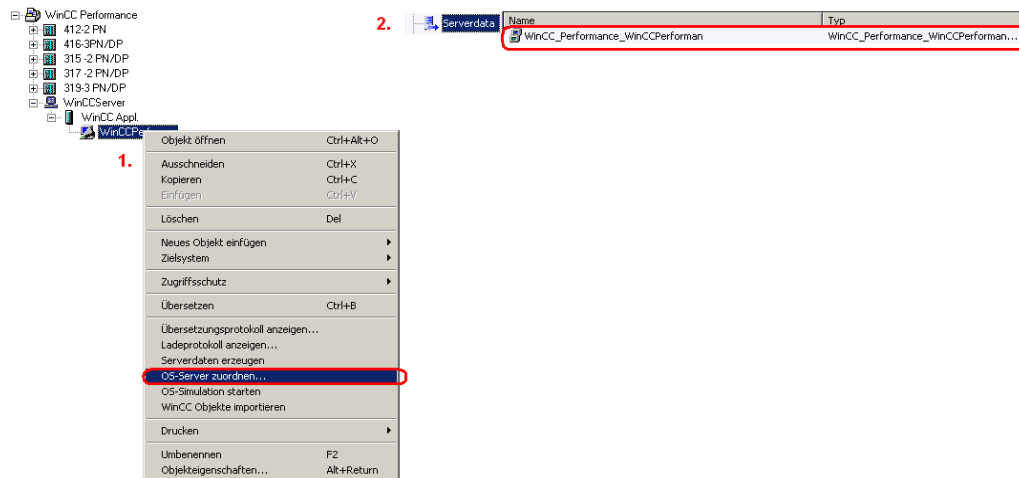 WinCC Performance
412-2 PN
416-3PN/DP
315 -2 PN/DP
317 -2 PN/DP
319-3 PN/DP
WinCCServer
WinCC Appl.
WinCCPerf
1.
Objekt öffnen Ctrl+Alt+O
Ausschneiden Ctrl+X
Kopieren Ctrl+C
Einfügen Ctrl+V
Löschen Del
Neues Objekt einfügen
Zielsystem
Zugriffsschutz
Übersetzen Ctrl+B
Übersetzungsprotokoll anzeigen...
Ladeprotokoll anzeigen...
Serverdaten erzeugen
OS-Server zuordnen...
OS-Simulation starten
WinCC Objekte importieren
Drucken
Umbenennen F2
Objekteigenschaften... Alt+Return
2.
Serverdata
Name Typ
WinCC_Performance_WinCCPerforman WinCC_Performance_WinCCPerforman...